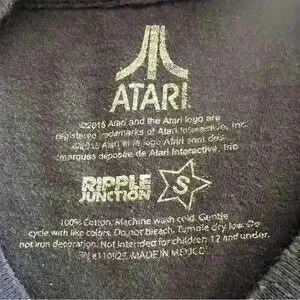 ATARI
©2015 Atari and the Atari logo are
registered trademarks of Atari Interactive, Inc.
©2015 Atari et le logo Atari sont des
marques déposée de Atari Interactive, Inc
RIPPLE
JUNCTION
S
100% Cotton. Machine wash cold. Gentle
cycle with like colors. Do not bleach. Tumble dry low. Do
not iron decoration. Not intended for children 12 and under.
MADE IN MEXICO